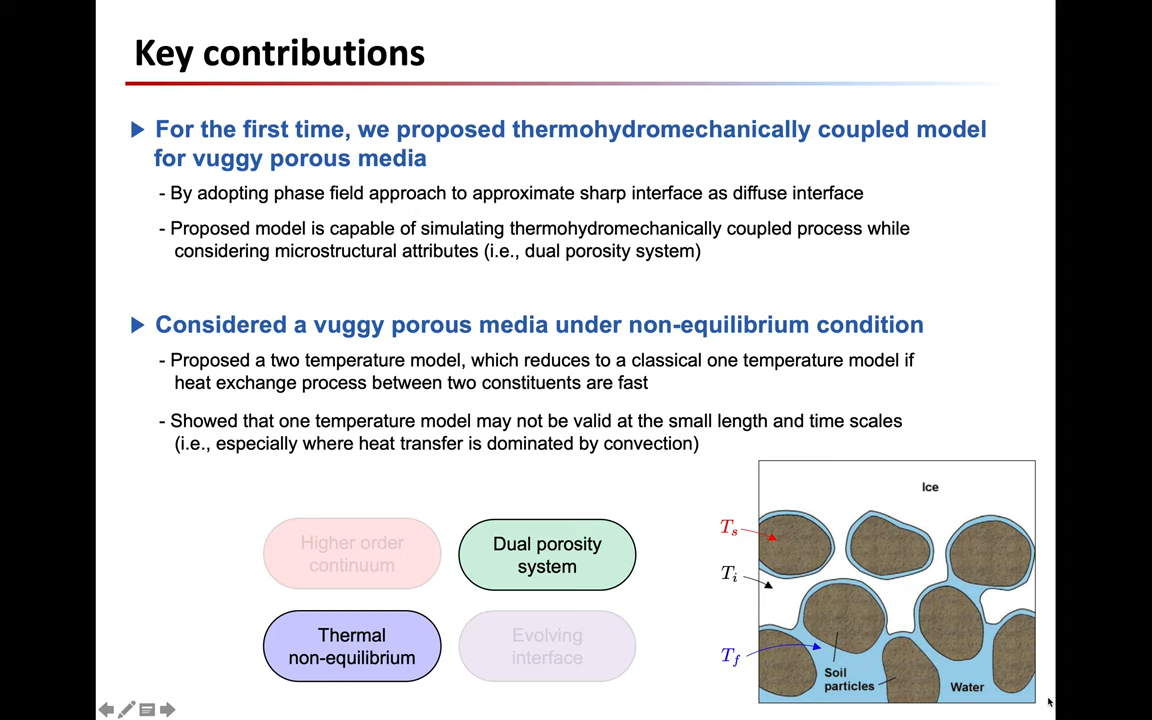 Key contributions
For the first time, we proposed thermohydromechanically coupled model
for vuggy porous media
- By adopting phase field approach to approximate sharp interface as diffuse interface
- Proposed model is capable of simulating thermohydromechanically coupled process while
considering microstructural attributes (i.e., dual porosity system)
Considered a vuggy porous media under non-equilibrium condition
- Proposed a two temperature model, which reduces to a classical one temperature model if
heat exchange process between two constituents are fast
- Showed that one temperature model may not be valid at the small length and time scales
(i.e., especially where heat transfer is dominated by convection)
Higher order
continuum
Dual porosity
system
Thermal
non-equilibrium
Evolving
interface
Ice
T_s
T_i
T_f
Soil
particles
Water